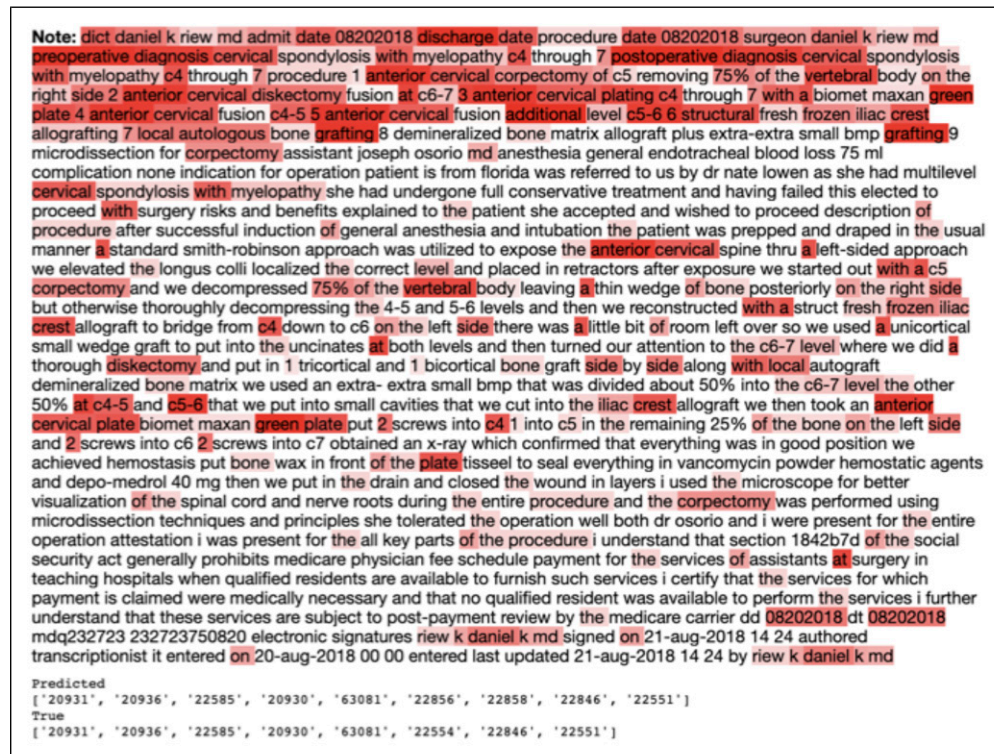 Note: dict daniel k riew md admit date 08202018 discharge date procedure date 08202018 surgeon daniel k riew md
preoperative diagnosis cervical spondylosis with myelopathy c4 through 7 postoperative diagnosis cervical spondylosis
with myelopathy c4 through 7 procedure 1 anterior cervical corpectomy of c5 removing 75% of the vertebral body on the
right side 2 anterior cervical diskectomy fusion at c6-7 3 anterior cervical plating c4 through 7 with a biomet maxan green
plate 4 anterior cervical fusion c4-5 5 anterior cervical fusion additional level c5-6 6 structural fresh frozen iliac crest
allografting 7 local autologous bone grafting 8 demineralized bone matrix allograft plus extra-extra small bmp grafting 9
microdissection for corpectomy assistant joseph osorio md anesthesia general endotracheal blood loss 75 ml
complication none indication for operation patient is from florida was referred to us by dr nate lowen as she had multilevel
cervical spondylosis with myelopathy she had undergone full conservative treatment and having failed this elected to
proceed with surgery risks and benefits explained to the patient she accepted and wished to proceed description of
procedure after successful induction of general anesthesia and intubation the patient was prepped and draped in the usual
manner a standard smith-robinson approach was utilized to expose the anterior cervical spine thru a left-sided approach
we elevated the longus colli localized the correct level and placed in retractors after exposure we started out with a c5
corpectomy and we decompressed 75% of the vertebral body leaving a thin wedge of bone posteriorly on the right side
but otherwise thoroughly decompressing the 4-5 and 5-6 levels and then we reconstructed with a struct fresh frozen iliac
crest allograft to bridge from c4 down to c6 on the left side there was a little bit of room left over so we used a unicortical
small wedge graft to put into the uncinates at both levels and then turned our attention to the c6-7 level where we did a
thorough diskectomy and put in 1 tricortical and 1 bicortical bone graft side by side along with local autograft
demineralized bone matrix we used an extra- extra small bmp that was divided about 50% into the c6-7 level the other
50% at c4-5 and c5-6 that we put into small cavities that we cut into the iliac crest allograft we then took an anterior
cervical plate biomet maxan green plate put 2 screws into c4 1 into c5 in the remaining 25% of the bone on the left side
and 2 screws into c6 2 screws into c7 obtained an x-ray which confirmed that everything was in good position we
achieved hemostasis put bone wax in front of the plate tisseel to seal everything in vancomycin powder hemostatic agents
and depo-medrol 40 mg then we put in the drain and closed the wound in layers i used the microscope for better
visualization of the spinal cord and nerve roots during the entire procedure and the corpectomy was performed using
microdissection techniques and principles she tolerated the operation well both dr osorio and i were present for the entire
operation attestation i was present for the all key parts of the procedure i understand that section 1842b7d of the social
security act generally prohibits medicare physician fee schedule payment for the services of assistants at surgery in
teaching hospitals when qualified residents are available to furnish such services i certify that the services for which
payment is claimed were medically necessary and that no qualified resident was available to perform the services i further
understand that these services are subject to post-payment review by the medicare carrier dd 08202018 dt 08202018
mdq232723 232723750820 electronic signatures riew k daniel k md signed on 21-aug-2018 14 24 authored
transcriptionist it entered on 20-aug-2018 00 00 entered last updated 21-aug-2018 14 24 by riew k daniel k md
Predicted
['20931', '20936', '22585', '20930', '63081', '22856', '22858', '22846', '22551']
True
['20931', '20936', '22585', '20930', '63081', '22554', '22846', '22551']